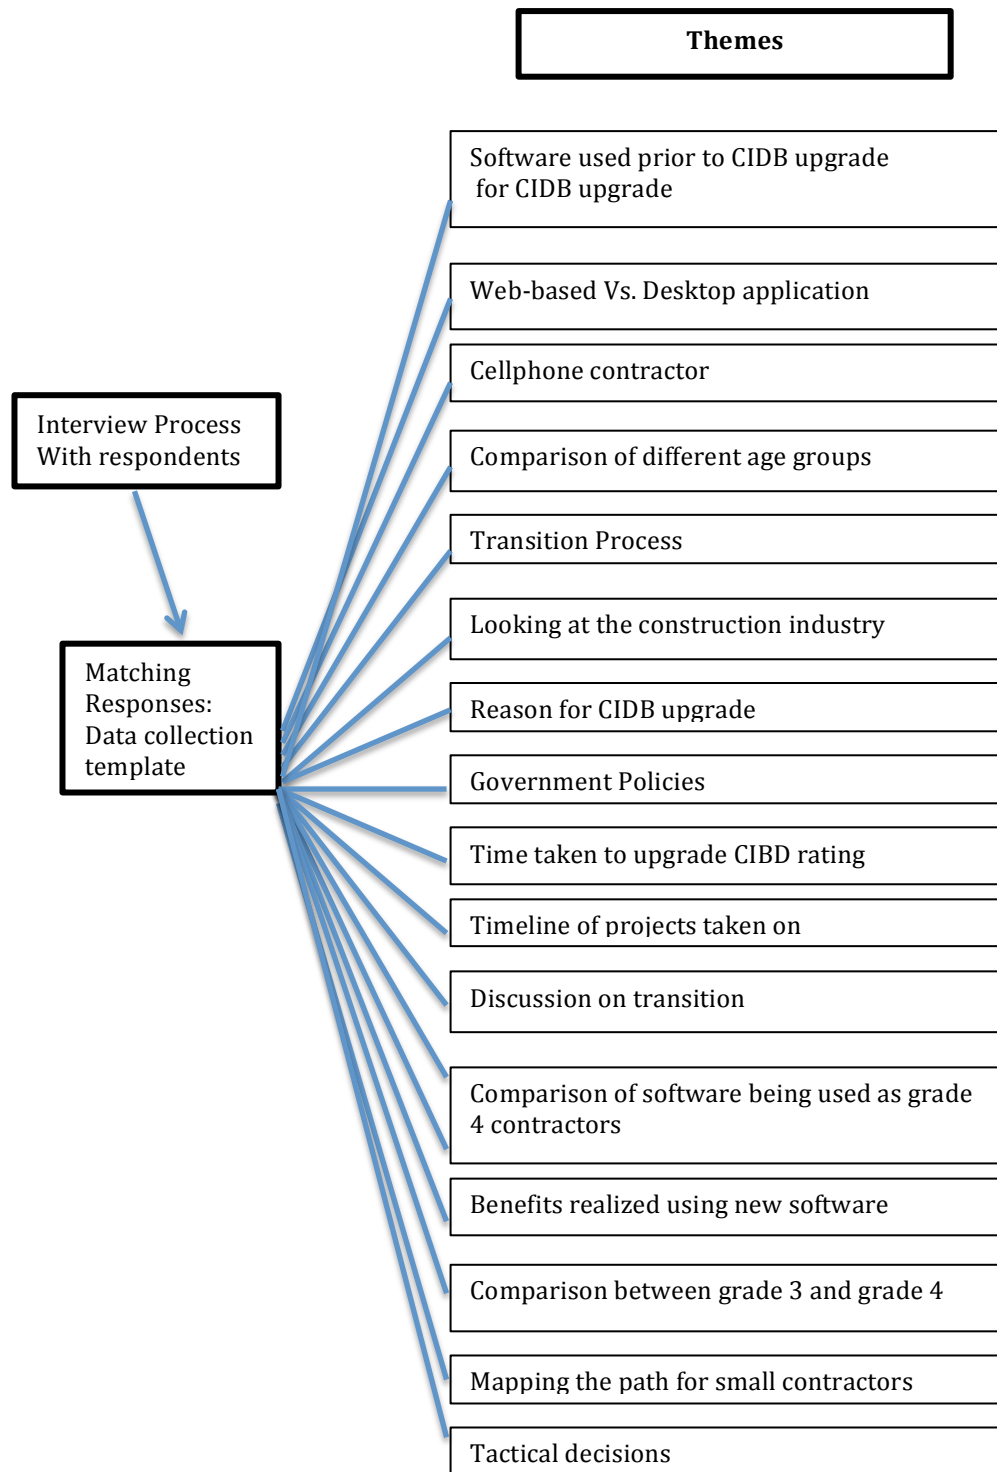 Themes
Software used prior to CIDB upgrade
for CIDB upgrade
Web-based Vs. Desktop application
Cellphone contractor
Interview Process
With respondents
Comparison of different age groups
Transition Process
Looking at the construction industry
Matching
Responses:
Data collection
template
Reason for CIDB upgrade
Government Policies
Time taken to upgrade CIBD rating
Timeline of projects taken on
Discussion on transition
Comparison of software being used as grade
4 contractors
Benefits realized using new software
Comparison between grade 3 and grade 4
Mapping the path for small contractors
Tactical decisions